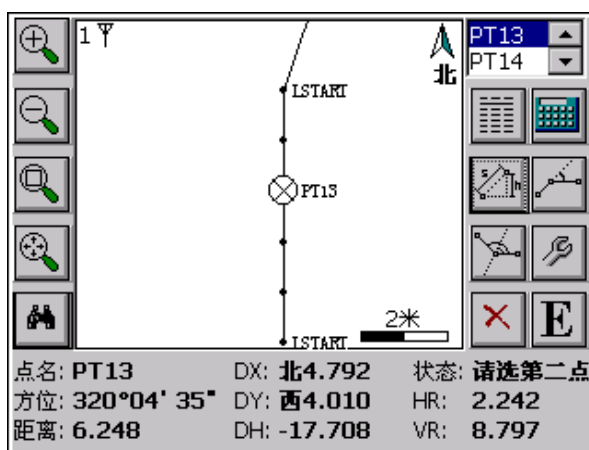 1
PT13
PT14
北
LSTART
PT13
S
h
2米
LSTART
E
点名: PT13 DX: 北4.792 状态: 请选第二点
方位: 320°04' 35" DY: 西4.010 HR: 2.242
距离: 6.248 DH: -17.708 VR: 8.797